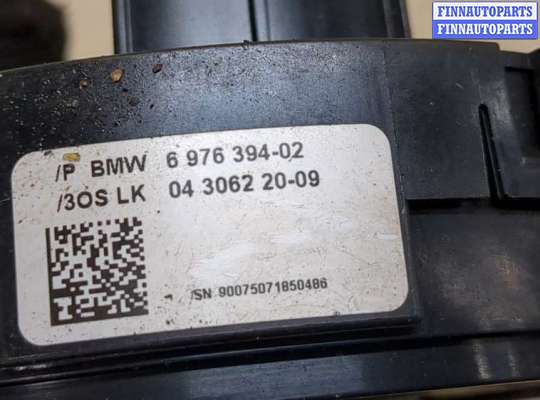 FINNAUTOPARTS
FINNAUTOPARTS
/P BMW 6 976 394-02
/3OS LK 04 3062 20-09
/SN 90075071850486